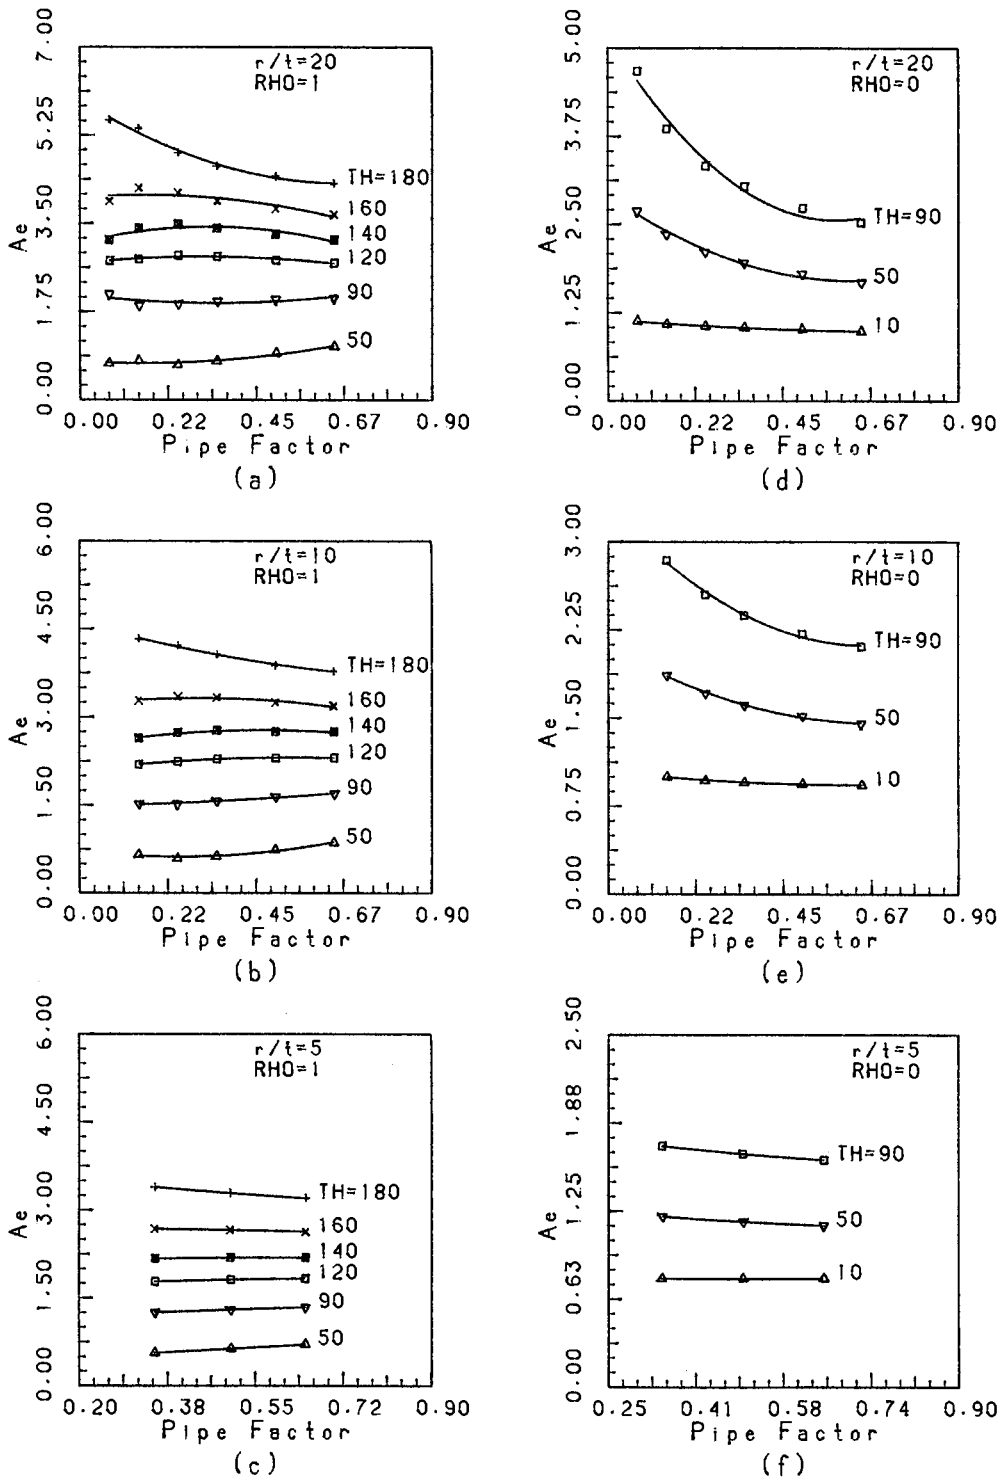 7.00
5.25
3.50
1.75
0.00
Ae
r/t=20
RHO=1
TH=180
160
140
120
90
50
0.00 0.22 0.45 0.67 0.90
Pipe Factor
(a)
5.00
3.75
2.50
1.25
0.00
Ae
r/t=20
RHO=0
TH=90
50
10
0.00 0.22 0.45 0.67 0.90
Pipe Factor
(d)
6.00
4.50
3.00
1.50
0.00
Ae
r/t=10
RHO=1
TH=180
160
140
120
90
50
0.00 0.22 0.45 0.67 0.90
Pipe Factor
(b)
3.00
2.25
1.50
0.75
0.00
Ae
r/t=10
RHO=0
TH=90
50
10
0.00 0.22 0.45 0.67 0.90
Pipe Factor
(e)
6.00
4.50
3.00
1.50
0.00
Ae
r/t=5
RHO=1
TH=180
160
140
120
90
50
0.20 0.38 0.55 0.72 0.90
Pipe Factor
(c)
2.50
1.88
1.25
0.63
0.00
Ae
r/t=5
RHO=0
TH=90
50
10
0.25 0.41 0.58 0.74 0.90
Pipe Factor
(f)